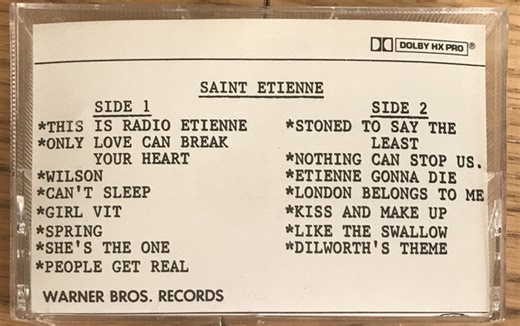 DOLBY HX PRO®
SAINT ETIENNE
SIDE 1
*THIS IS RADIO ETIENNE
*ONLY LOVE CAN BREAK
YOUR HEART
*WILSON
*CAN'T SLEEP
*GIRL VIT
*SPRING
*SHE'S THE ONE
*PEOPLE GET REAL
SIDE 2
*STONED TO SAY THE
LEAST
*NOTHING CAN STOP US.
*ETIENNE GONNA DIE
*LONDON BELONGS TO ME
*KISS AND MAKE UP
*LIKE THE SWALLOW
*DILWORTH'S THEME
WARNER BROS. RECORDS